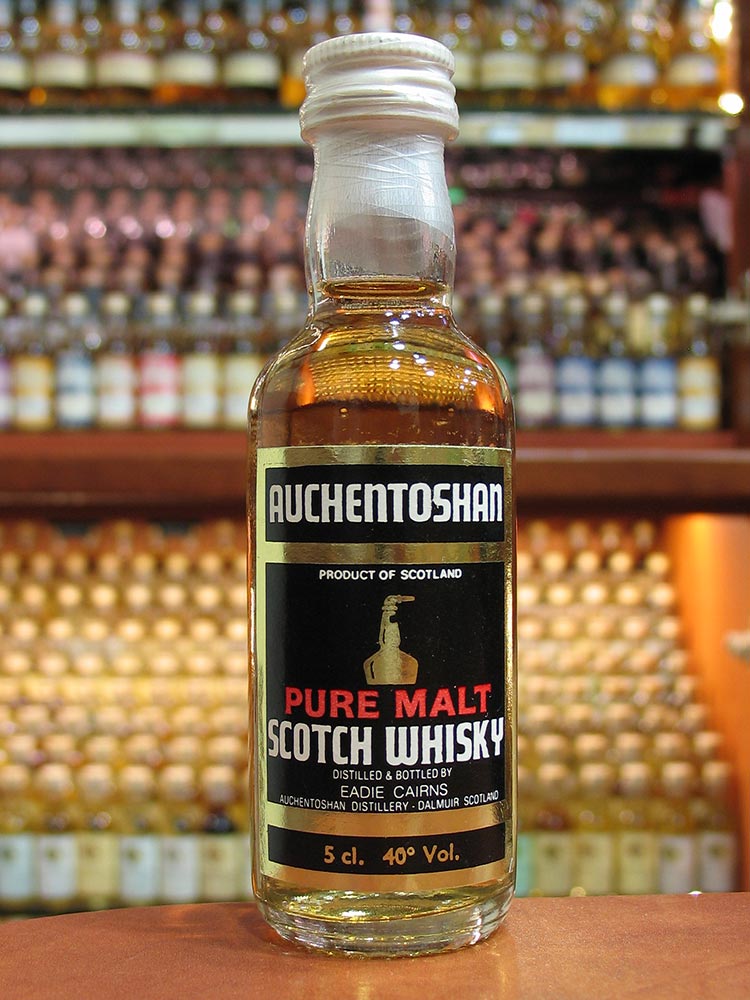 AUCHENTOSHAN
PRODUCT OF SCOTLAND
PURE MALT
SCOTCH WHISKY
DISTILLED & BOTTLED BY
EADIE CAIRNS
AUCHENTOSHAN DISTILLERY · DALMUIR SCOTLAND
5 cl. 40° Vol.